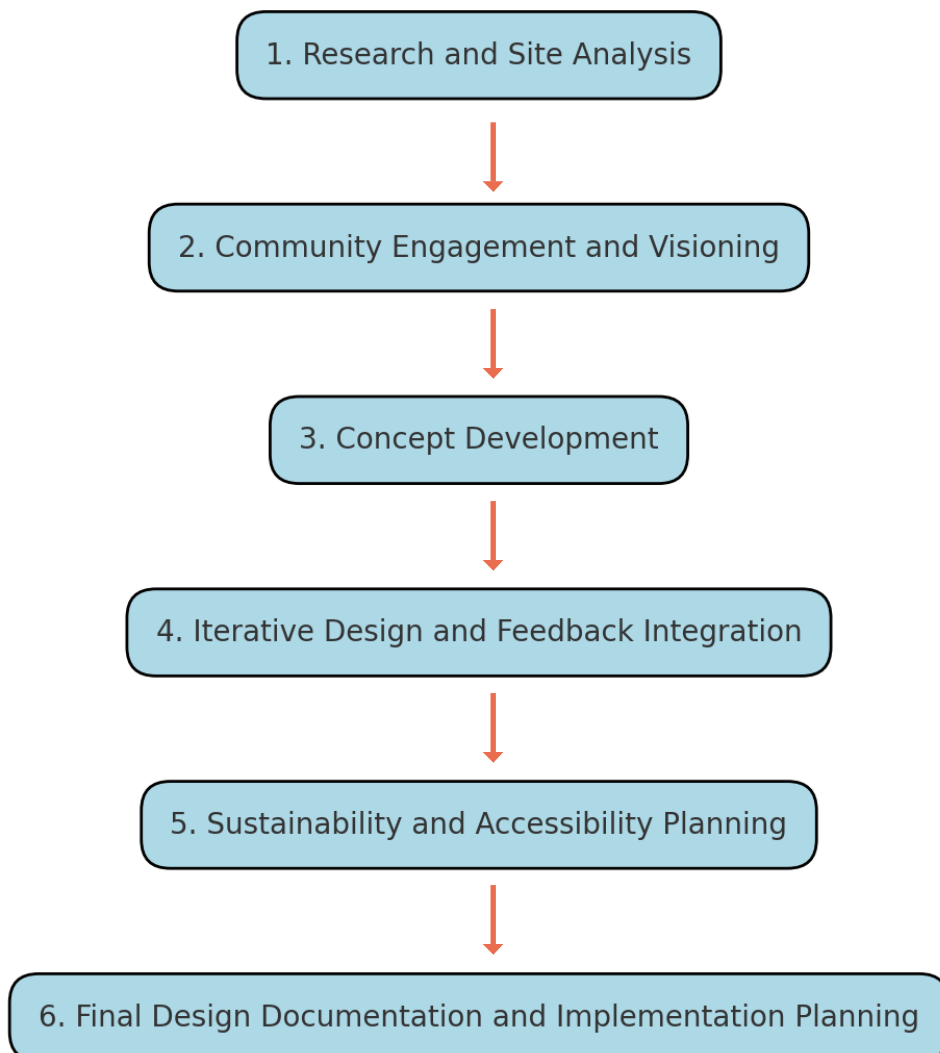 1. Research and Site Analysis
2. Community Engagement and Visioning
3. Concept Development
4. Iterative Design and Feedback Integration
5. Sustainability and Accessibility Planning
6. Final Design Documentation and Implementation Planning